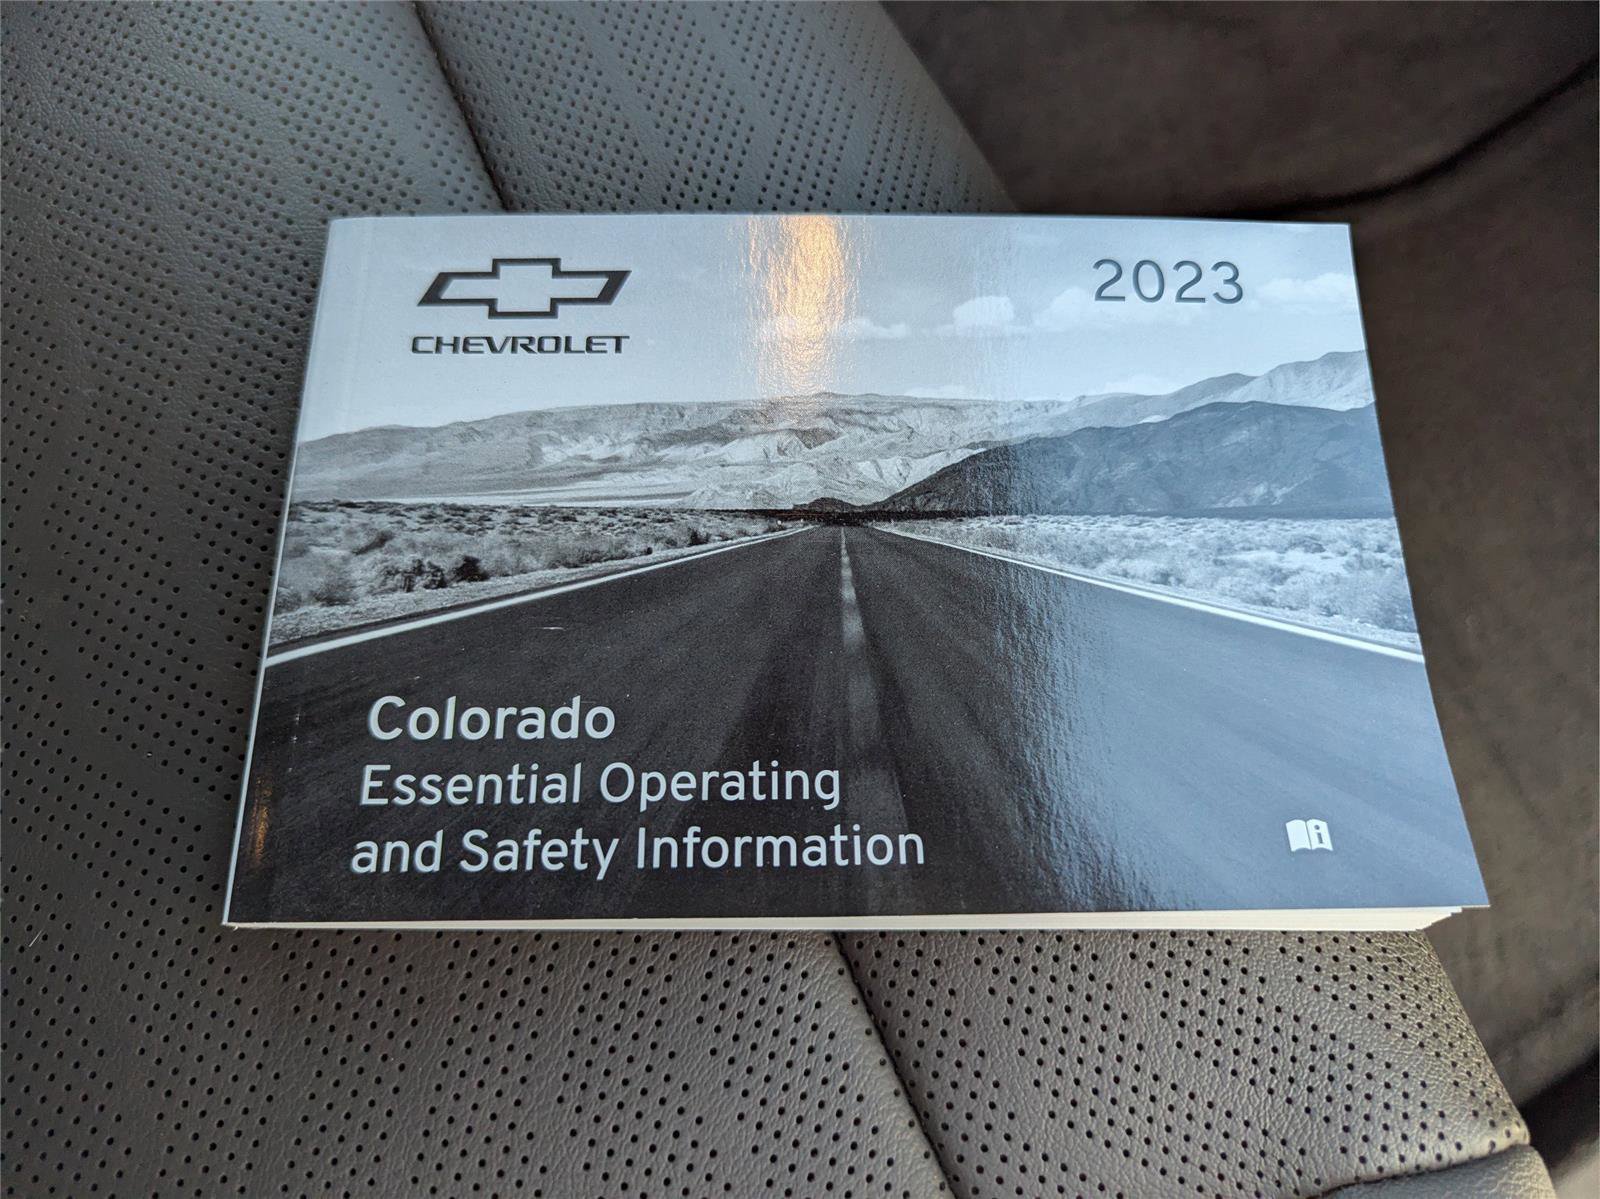 CHEVROLET
2023
Colorado
Essential Operating
and Safety Information
i